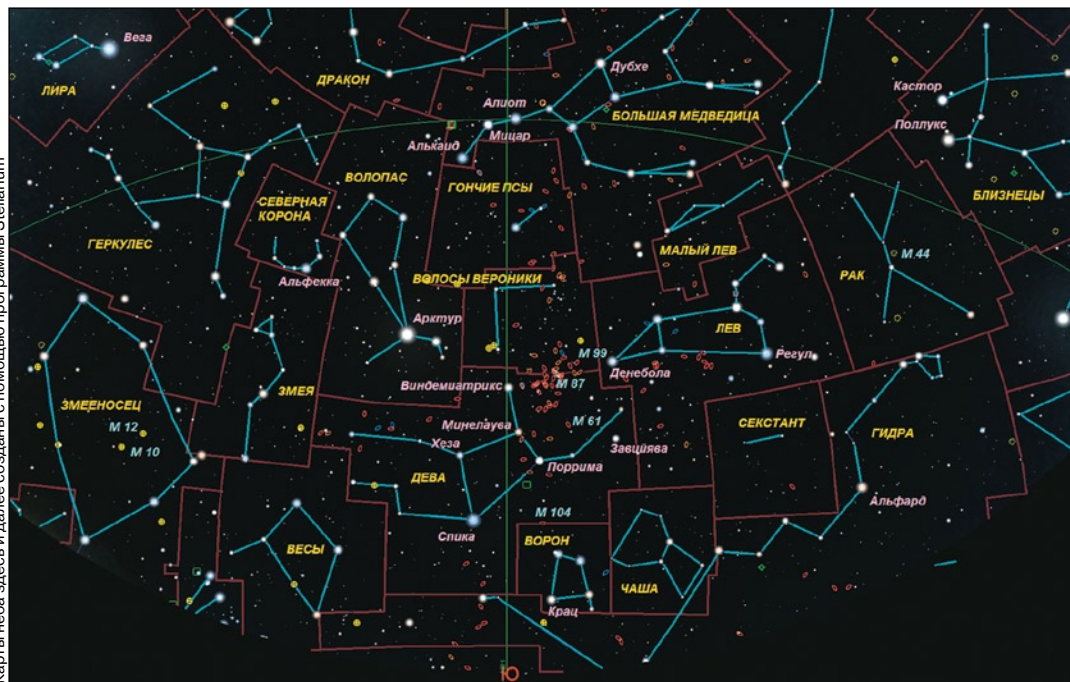 Карты неба здесь и далее созданы с помощью программы Stellarium
Вега
ЛИРА
ДРАКОН
Дубхе
Кастор
Алиот
БОЛЬШАЯ МЕДВЕДИЦА
Поллукс
Мицар
Алькаид
ВОЛОПАС
ГОНЧИЕ ПСЫ
БЛИЗНЕЦЫ
СЕВЕРНАЯ
КОРОНА
ГЕРКУЛЕС
МАЛЫЙ ЛЕВ
M 44
РАК
Альфекка
ВОЛОСЫ ВЕРОНИКИ
Арктур
ЛЕВ
M 99
Регул
Денебола
Виндемиатрикс
M 87
ЗМЕЯ
ЗМЕЕНОСЕЦ
M 12
M 10
Минелаува
M 61
СЕКСТАНТ
ГИДРА
Хеза
Завийява
Поррима
ДЕВА
Альфард
M 104
Спика
ВОРОН
ВЕСЫ
ЧАША
Крац
Ю